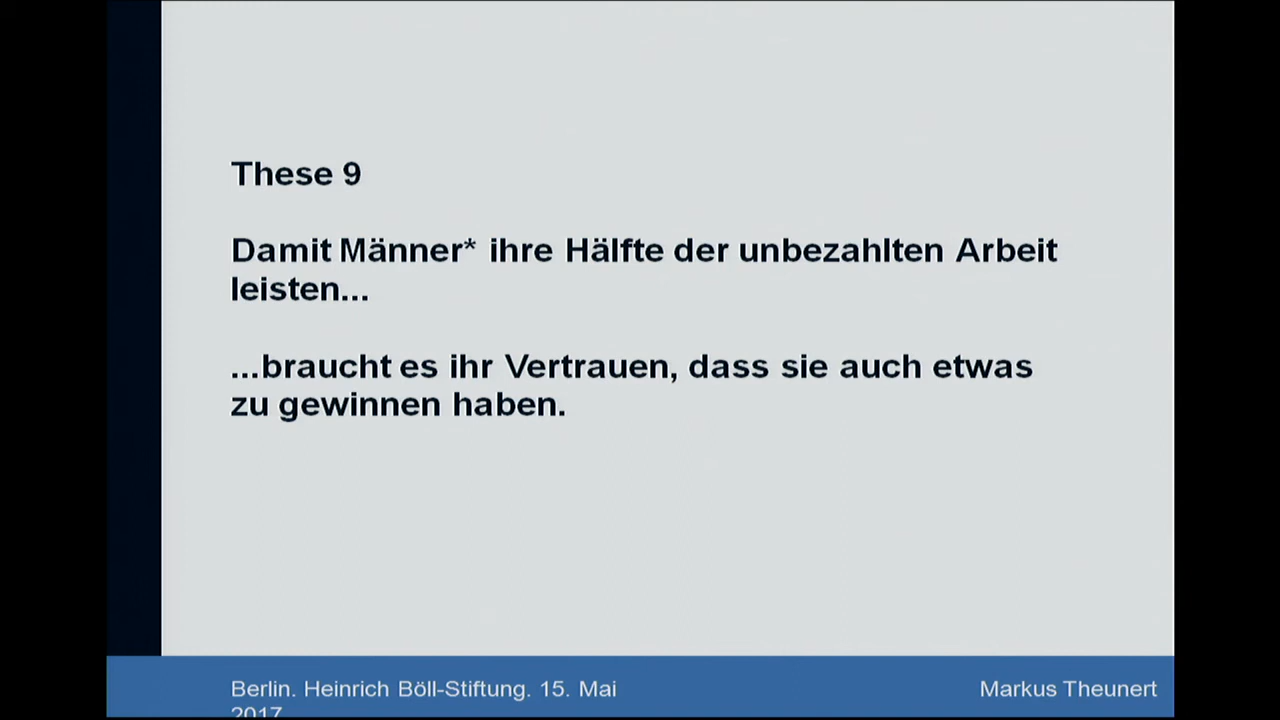 These 9
Damit Männer* ihre Hälfte der unbezahlten Arbeit
leisten...
...braucht es ihr Vertrauen, dass sie auch etwas
zu gewinnen haben.
Berlin. Heinrich Böll-Stiftung. 15. Mai
2017
Markus Theunert